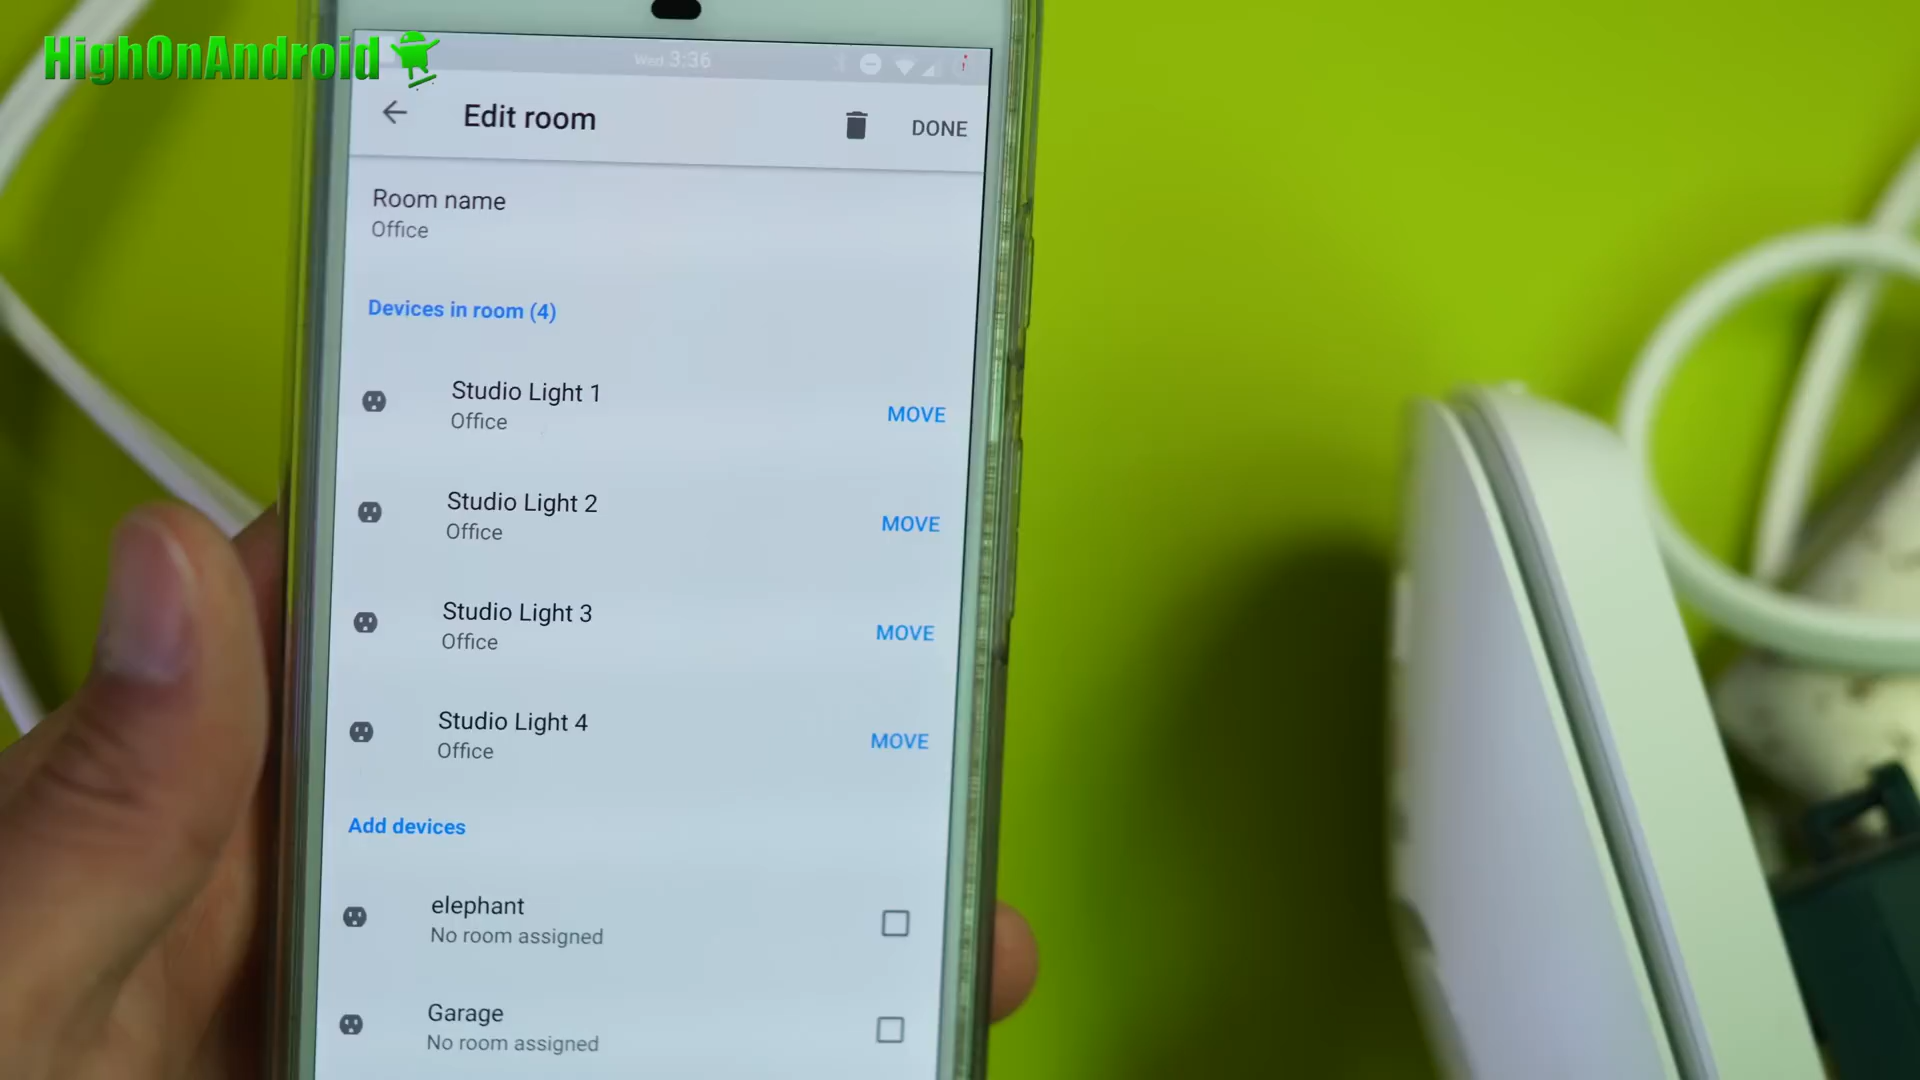 HighOnAndroid
Wed 3:36
Edit room
DONE
Room name
Office
Devices in room (4)
Studio Light 1
Office
MOVE
Studio Light 2
Office
MOVE
Studio Light 3
Office
MOVE
Studio Light 4
Office
MOVE
Add devices
elephant
No room assigned
Garage
No room assigned